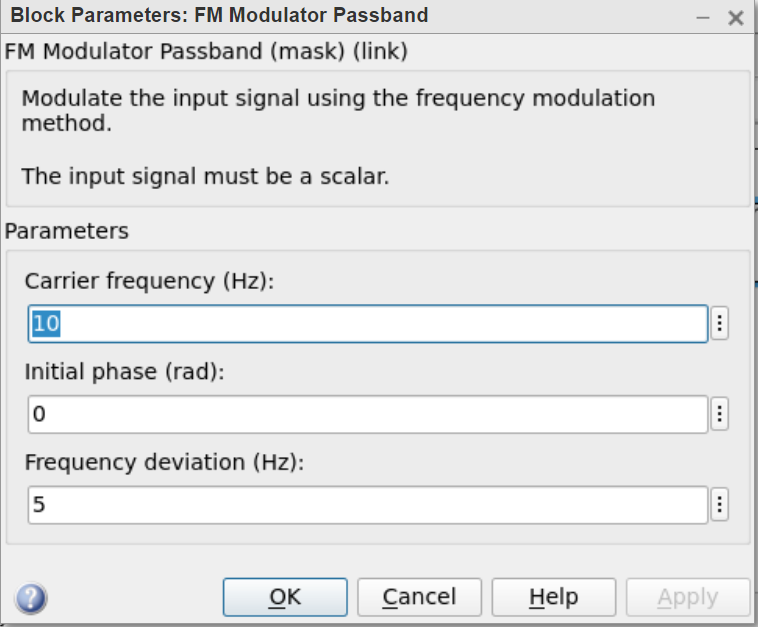 Block Parameters: FM Modulator Passband
FM Modulator Passband (mask) (link)
Modulate the input signal using the frequency modulation
method.
The input signal must be a scalar.
Parameters
Carrier frequency (Hz):
10
Initial phase (rad):
0
Frequency deviation (Hz):
5
OK Cancel Help Apply